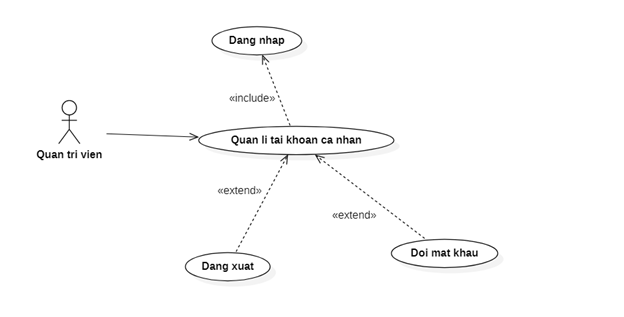 Dang nhap
«include»
Quan tri vien
Quan li tai khoan ca nhan
«extend»
«extend»
Dang xuat
Doi mat khau